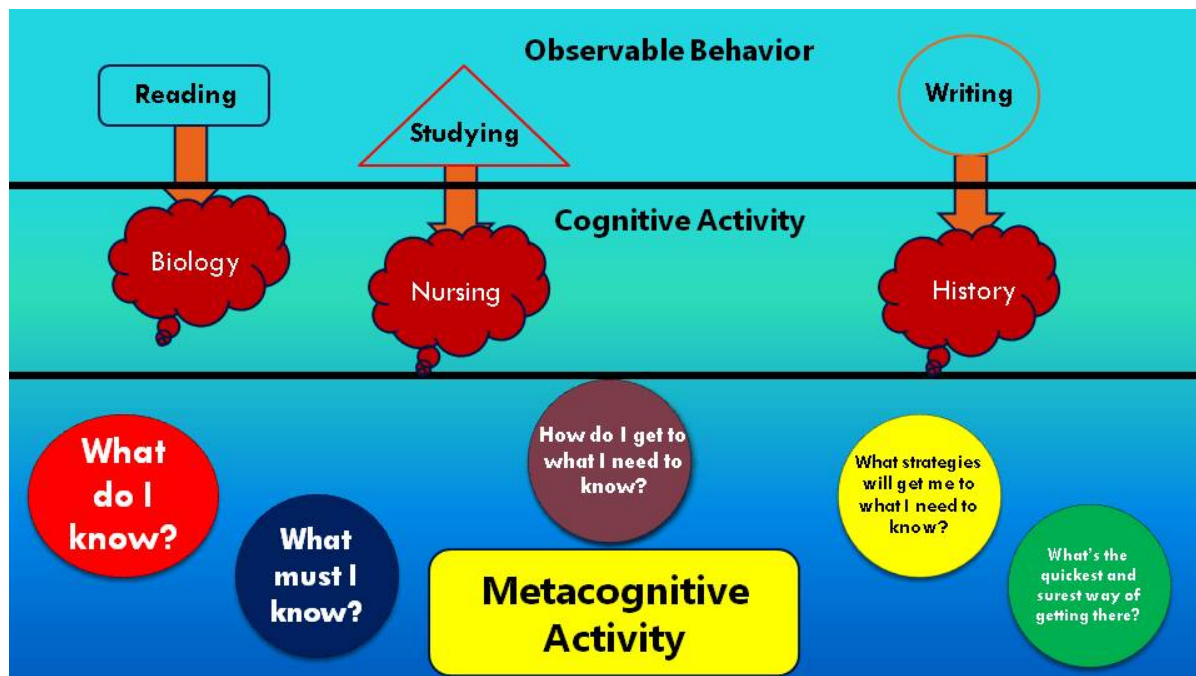 Observable Behavior
Reading
Studying
Writing
Cognitive Activity
Biology
Nursing
History
What
do I
know?
What
must I
know?
How do I get to
what I need to
know?
What strategies
will get me to
what I need to
know?
What's the
quickest and
surest way of
getting there?
Metacognitive
Activity